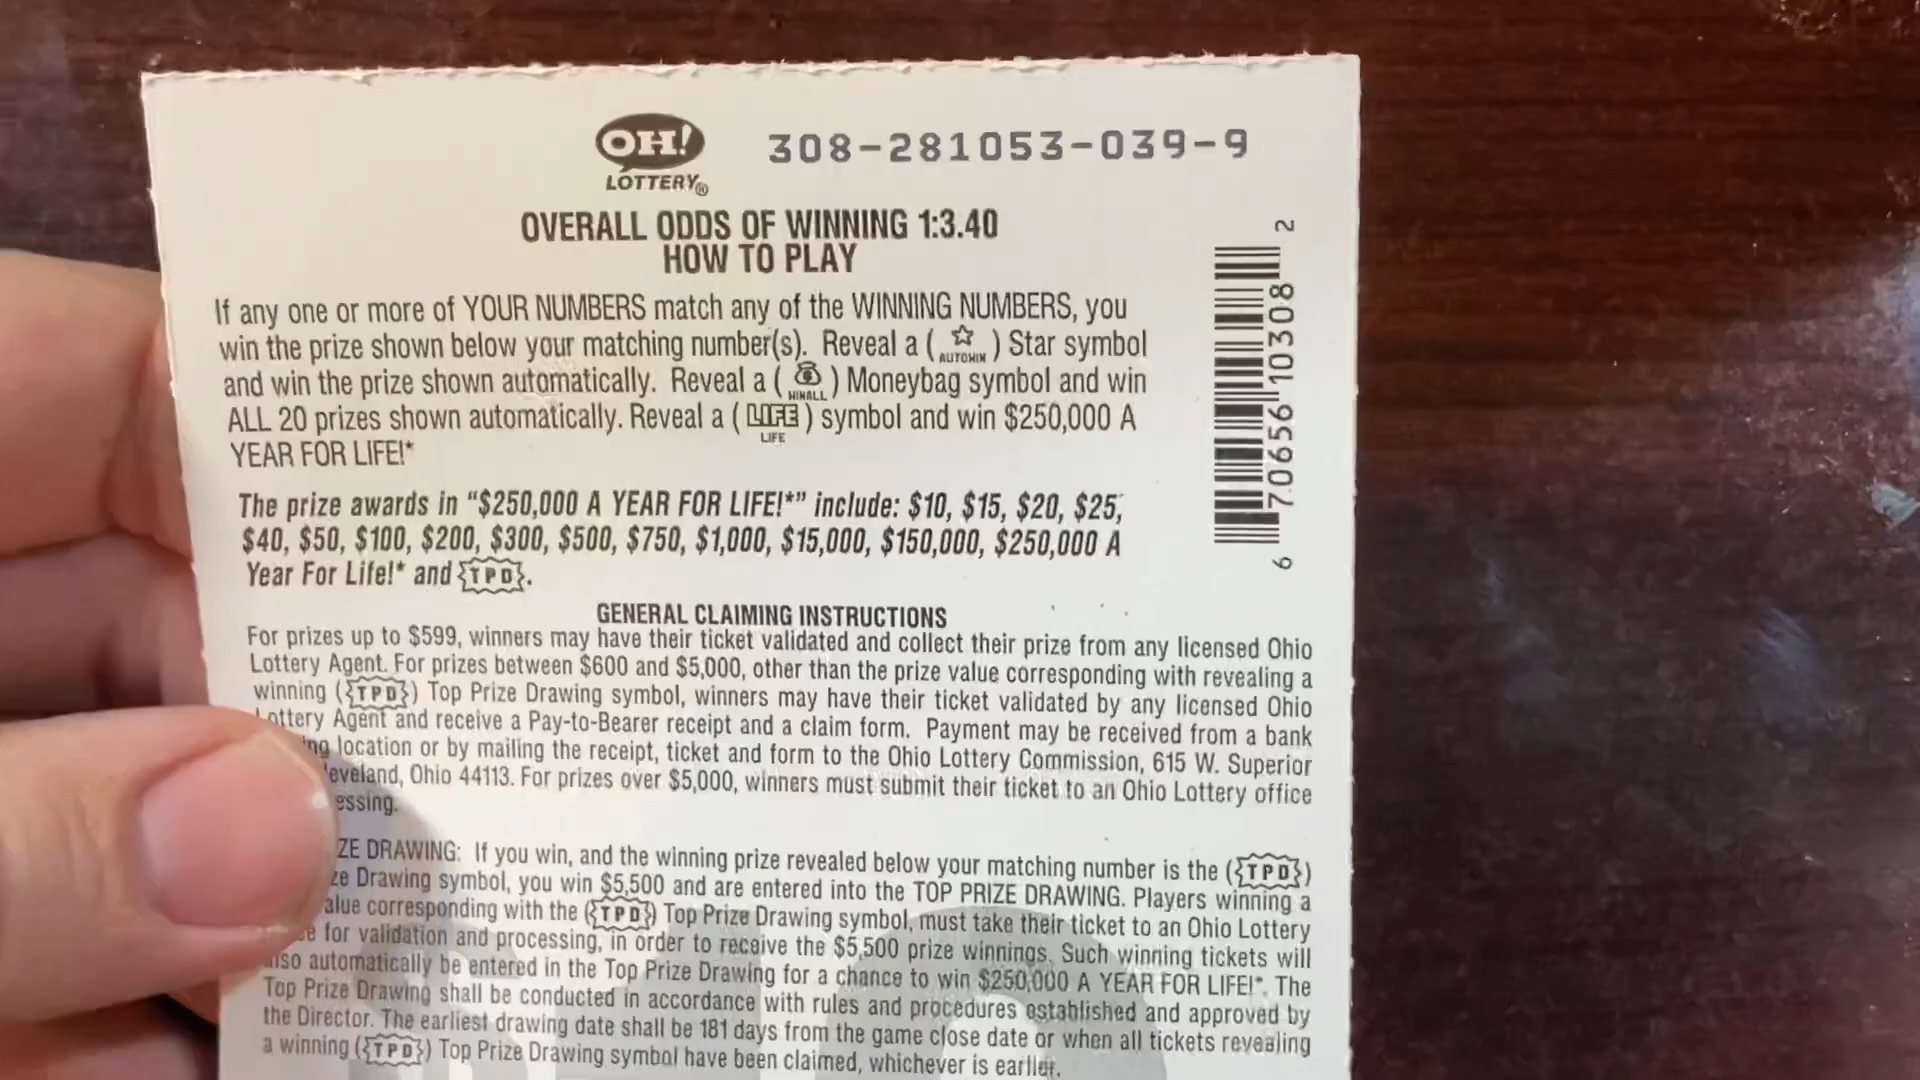 OH!
LOTTERY®
308-281053-039-9
OVERALL ODDS OF WINNING 1:3.40
HOW TO PLAY
If any one or more of YOUR NUMBERS match any of the WINNING NUMBERS, you
win the prize shown below your matching number(s). Reveal a ( AUTOWIN ) Star symbol
and win the prize shown automatically. Reveal a ( $ WINALL ) Moneybag symbol and win
ALL 20 prizes shown automatically. Reveal a ( LIFE LIFE ) symbol and win $250,000 A
YEAR FOR LIFE!*
The prize awards in “$250,000 A YEAR FOR LIFE!*” include: $10, $15, $20, $25,
$40, $50, $100, $200, $300, $500, $750, $1,000, $15,000, $150,000, $250,000 A
Year For Life!* and {TPD}.
6 70656 10308 2
GENERAL CLAIMING INSTRUCTIONS
For prizes up to $599, winners may have their ticket validated and collect their prize from any licensed Ohio
Lottery Agent. For prizes between $600 and $5,000, other than the prize value corresponding with revealing a
winning ({TPD}) Top Prize Drawing symbol, winners may have their ticket validated by any licensed Ohio
Lottery Agent and receive a Pay-to-Bearer receipt and a claim form. Payment may be received from a bank
ng location or by mailing the receipt, ticket and form to the Ohio Lottery Commission, 615 W. Superior
eveland, Ohio 44113. For prizes over $5,000, winners must submit their ticket to an Ohio Lottery office
essing.
ZE DRAWING: If you win, and the winning prize revealed below your matching number is the ({TPD})
ze Drawing symbol, you win $5,500 and are entered into the TOP PRIZE DRAWING. Players winning a
alue corresponding with the ({TPD}) Top Prize Drawing symbol, must take their ticket to an Ohio Lottery
ce for validation and processing, in order to receive the $5,500 prize winnings. Such winning tickets will
also automatically be entered in the Top Prize Drawing for a chance to win $250,000 A YEAR FOR LIFE!*. The
Top Prize Drawing shall be conducted in accordance with rules and procedures established and approved by
the Director. The earliest drawing date shall be 181 days from the game close date or when all tickets revealing
a winning ({TPD}) Top Prize Drawing symbol have been claimed, whichever is earlier.